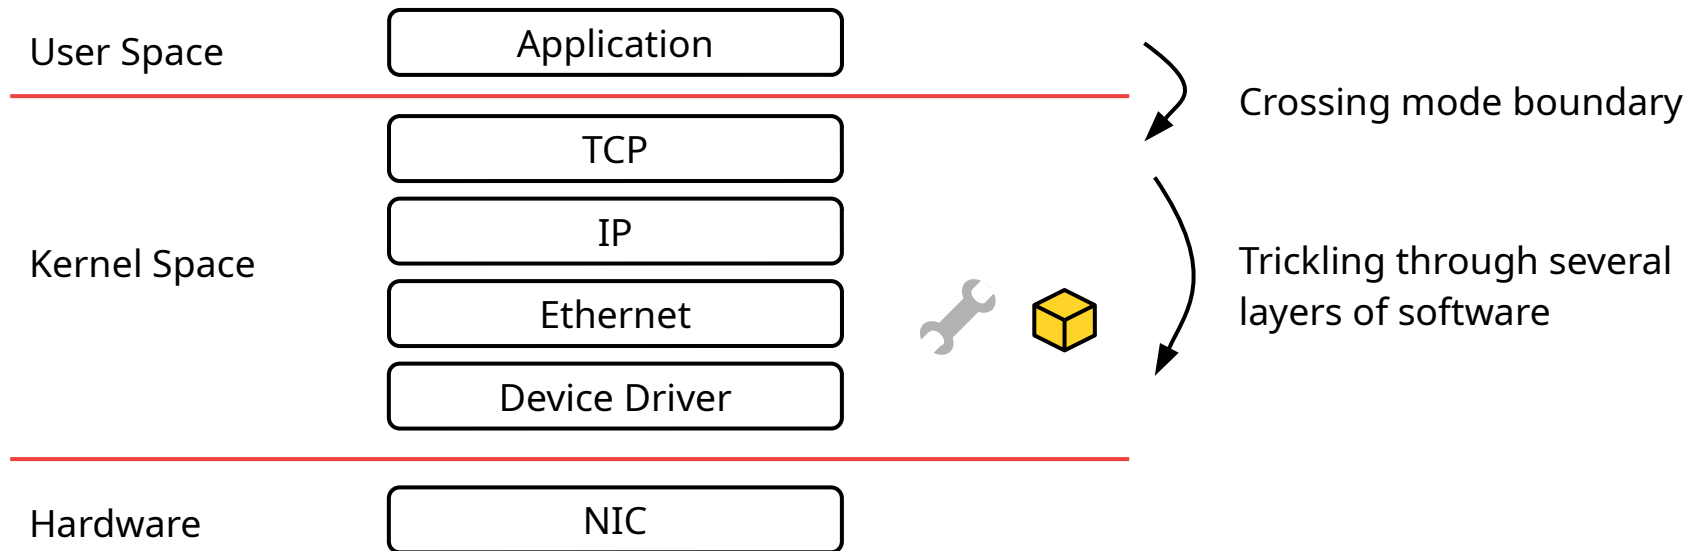 User Space
Application
Crossing mode boundary
TCP
IP
Kernel Space
Trickling through several
layers of software
Ethernet
Device Driver
Hardware
NIC